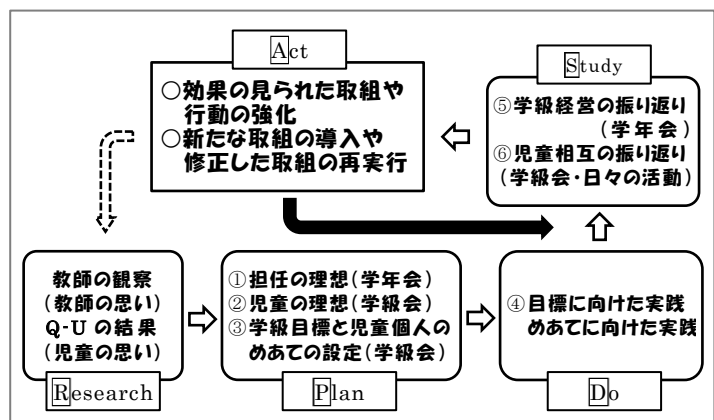 Act
○効果の見られた取組や
行動の強化
○新たな取組の導入や
修正した取組の再実行
Study
⑤学級経営の振り返り
(学年会)
⑥児童相互の振り返り
(学級会・日々の活動)
教師の観察
(教師の思い)
Q-Uの結果
(児童の思い)
Research
①担任の理想(学年会)
②児童の理想(学級会)
③学級目標と児童個人の
めあての設定(学級会)
Plan
④目標に向けた実践
めあてに向けた実践
Do